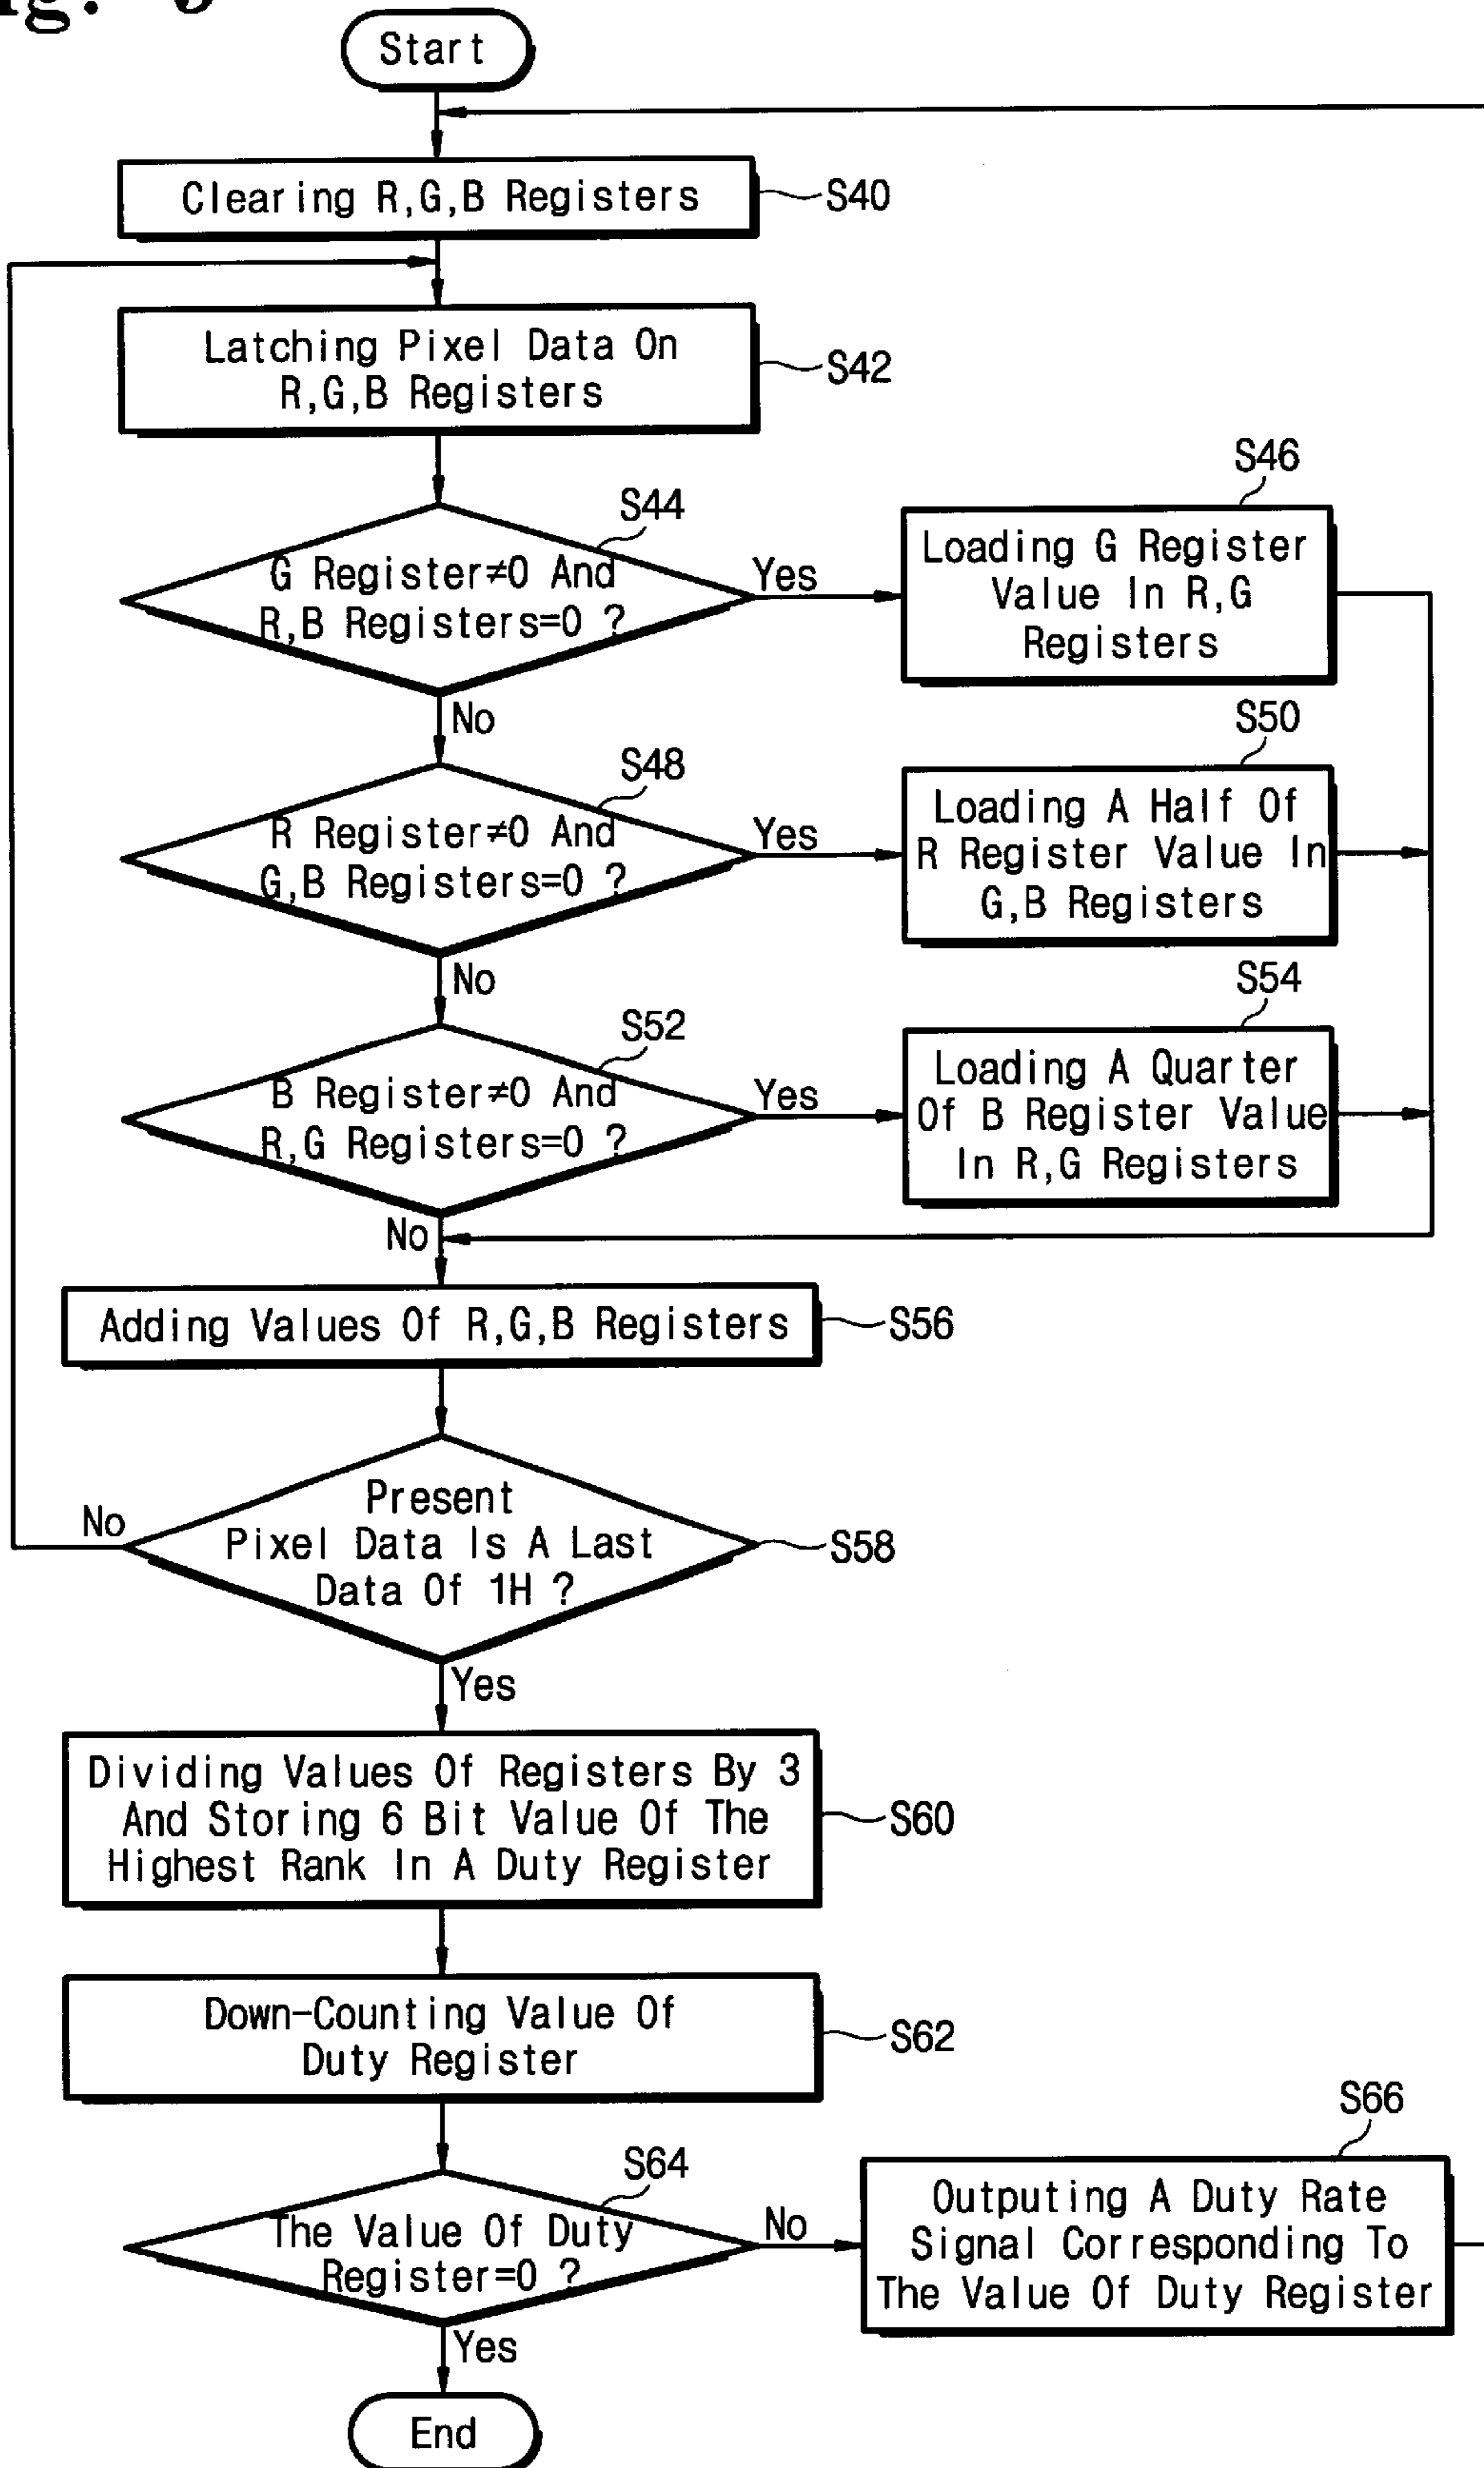 Start
Clearing R,G,B Registers
S40
Latching Pixel Data On
R,G,B Registers
S42
S44
G Register≠0 And
R,B Registers=0 ?
Yes
S46
Loading G Register
Value In R,G
Registers
No
S48
R Register≠0 And
G,B Registers=0 ?
Yes
S50
Loading A Half Of
R Register Value In
G,B Registers
No
S52
B Register≠0 And
R,G Registers=0 ?
Yes
S54
Loading A Quarter
Of B Register Value
In R,G Registers
No
Adding Values Of R,G,B Registers
S56
Present
Pixel Data Is A Last
Data Of 1H ?
S58
No
Yes
Dividing Values Of Registers By 3
And Storing 6 Bit Value Of The
Highest Rank In A Duty Register
S60
Down-Counting Value Of
Duty Register
S62
S64
The Value Of Duty
Register=0 ?
No
S66
Outputing A Duty Rate
Signal Corresponding To
The Value Of Duty Register
Yes
End